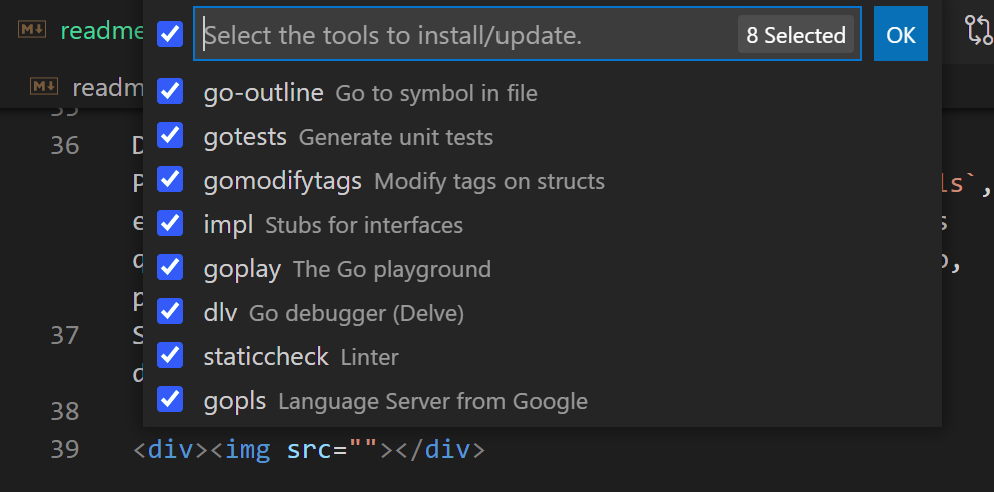 readme
Select the tools to install/update. 8 Selected OK
readm
go-outline Go to symbol in file
gotests Generate unit tests
gomodifytags Modify tags on structs
impl Stubs for interfaces
goplay The Go playground
dlv Go debugger (Delve)
staticcheck Linter
gopls Language Server from Google
36
ls`,
37
38
39 <div><img src=""></div>